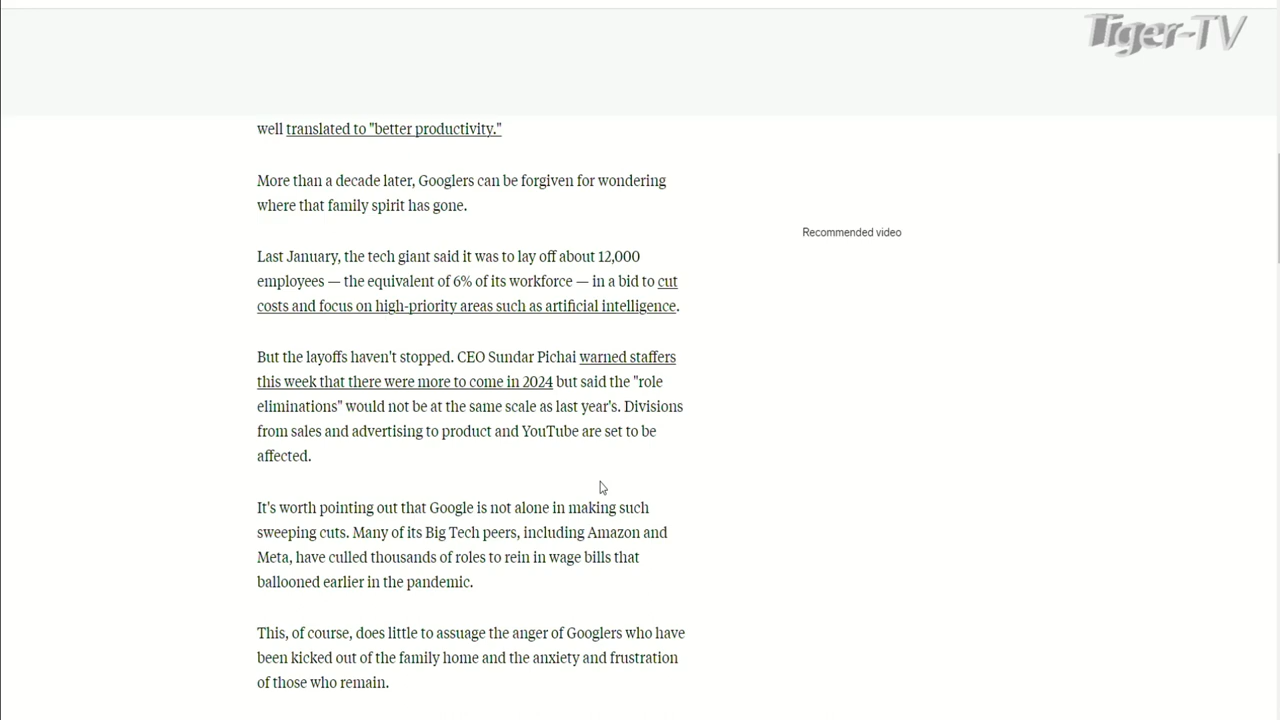 Tiger-TV
well translated to "better productivity."
More than a decade later, Googlers can be forgiven for wondering
where that family spirit has gone.
Recommended video
Last January, the tech giant said it was to lay off about 12,000
employees — the equivalent of 6% of its workforce — in a bid to cut
costs and focus on high-priority areas such as artificial intelligence.
But the layoffs haven't stopped. CEO Sundar Pichai warned staffers
this week that there were more to come in 2024 but said the "role
eliminations" would not be at the same scale as last year's. Divisions
from sales and advertising to product and YouTube are set to be
affected.
It's worth pointing out that Google is not alone in making such
sweeping cuts. Many of its Big Tech peers, including Amazon and
Meta, have culled thousands of roles to rein in wage bills that
ballooned earlier in the pandemic.
This, of course, does little to assuage the anger of Googlers who have
been kicked out of the family home and the anxiety and frustration
of those who remain.